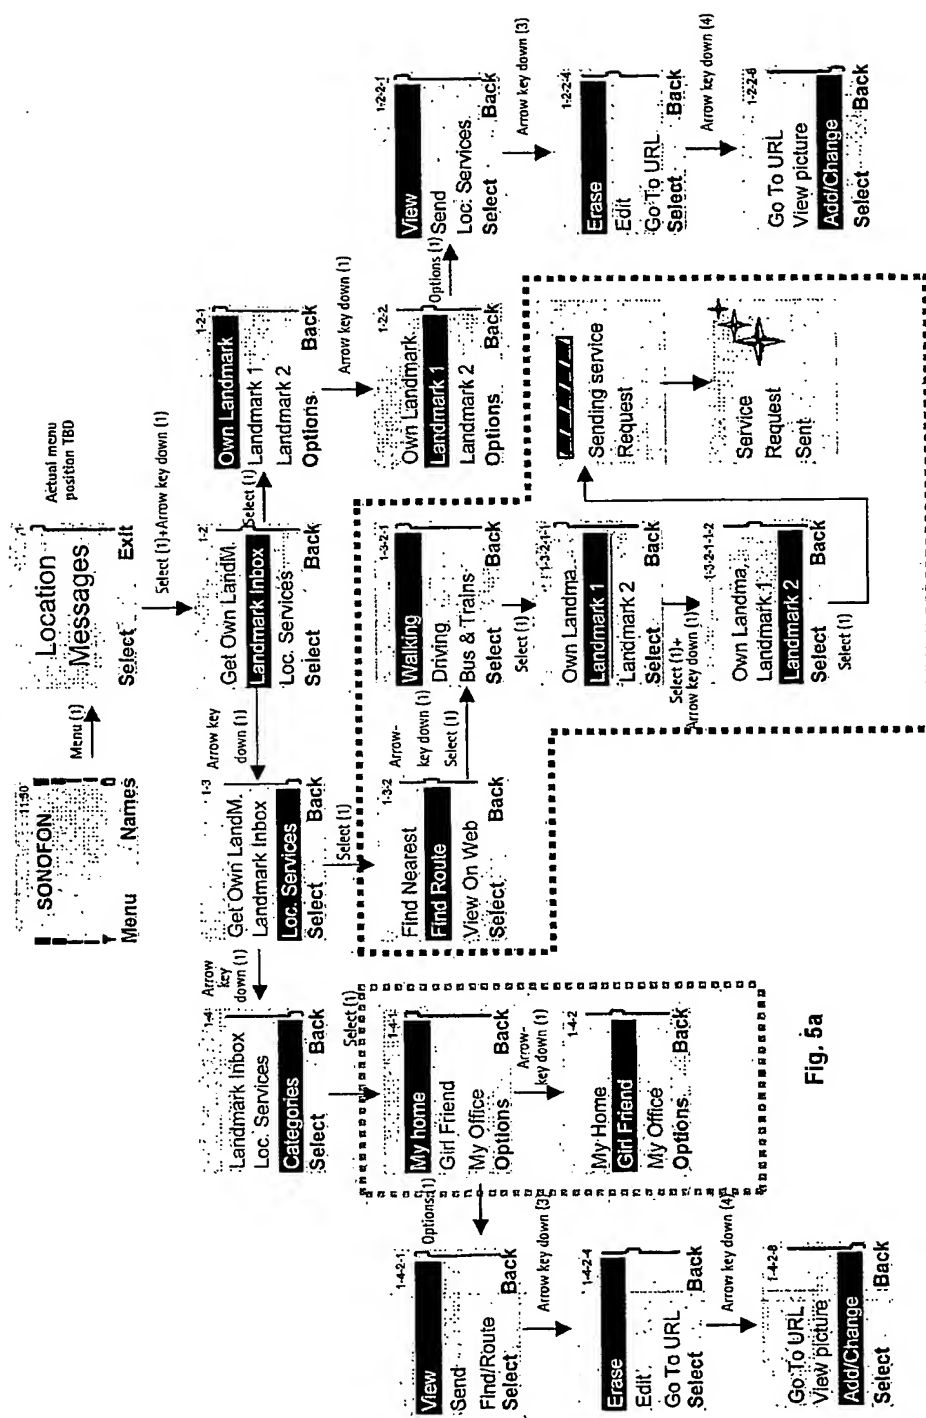 11:50
SONOFON
Menu
Names
Menu (1)
1
Location
Messages
Select
Exit
Actual menu
position TBD
Select (1)+Arrow key down (1)
1-4
Landmark Inbox
Loc. Services
Categories
Select
Back
Arrow
key
down (1)
1-3
Get Own LandM.
Landmark Inbox
Loc. Services
Select
Back
Arrow key
down (1)
1-2
Get Own LandM.
Landmark Inbox
Loc. Services
Select
Back
Select (1)
1-2-1
Own Landmark
Landmark 1
Landmark 2
Options
Back
Arrow key down (1)
1-2-2
Own Landmark
Landmark 1
Landmark 2
Options
Back
Options (1)
1-2-2-1
View
Send
Loc. Services
Select
Back
Arrow key down (3)
1-2-2-4
Erase
Edit
Go To URL
Select
Back
Arrow key down (4)
1-2-2-8
Go To URL
View picture
Add/Change
Select
Back
Select (1)
1-3-2
Find Nearest
Find Route
View On Web
Select
Back
Arrow-
key down (1)
Select (1)
1-3-2-1
Walking
Driving
Bus & Trains
Select
Back
Select (1)
1-3-2-1-1
Own Landma.
Landmark 1
Landmark 2
Select
Back
Select (1)+
Arrow key down (1)
1-3-2-1-1-2
Own Landma,
Landmark 1
Landmark 2
Select
Back
Select (1)
Sending service
Request
Service
Request
Sent
Select (1)
1-4-1
My home
Girl Friend
My Office
Options
Back
Arrow-
key down (1)
1-4-2
My Home
Girl Friend
My Office
Options
Back
Options (1)
1-4-2-1
View
Send
Find/Route
Select
Back
Arrow key down (3)
1-4-2-4
Erase
Edit
Go To URL
Select
Back
Arrow key down (4)
1-4-2-8
Go To URL
View picture
Add/Change
Select
Back
Fig. 5a